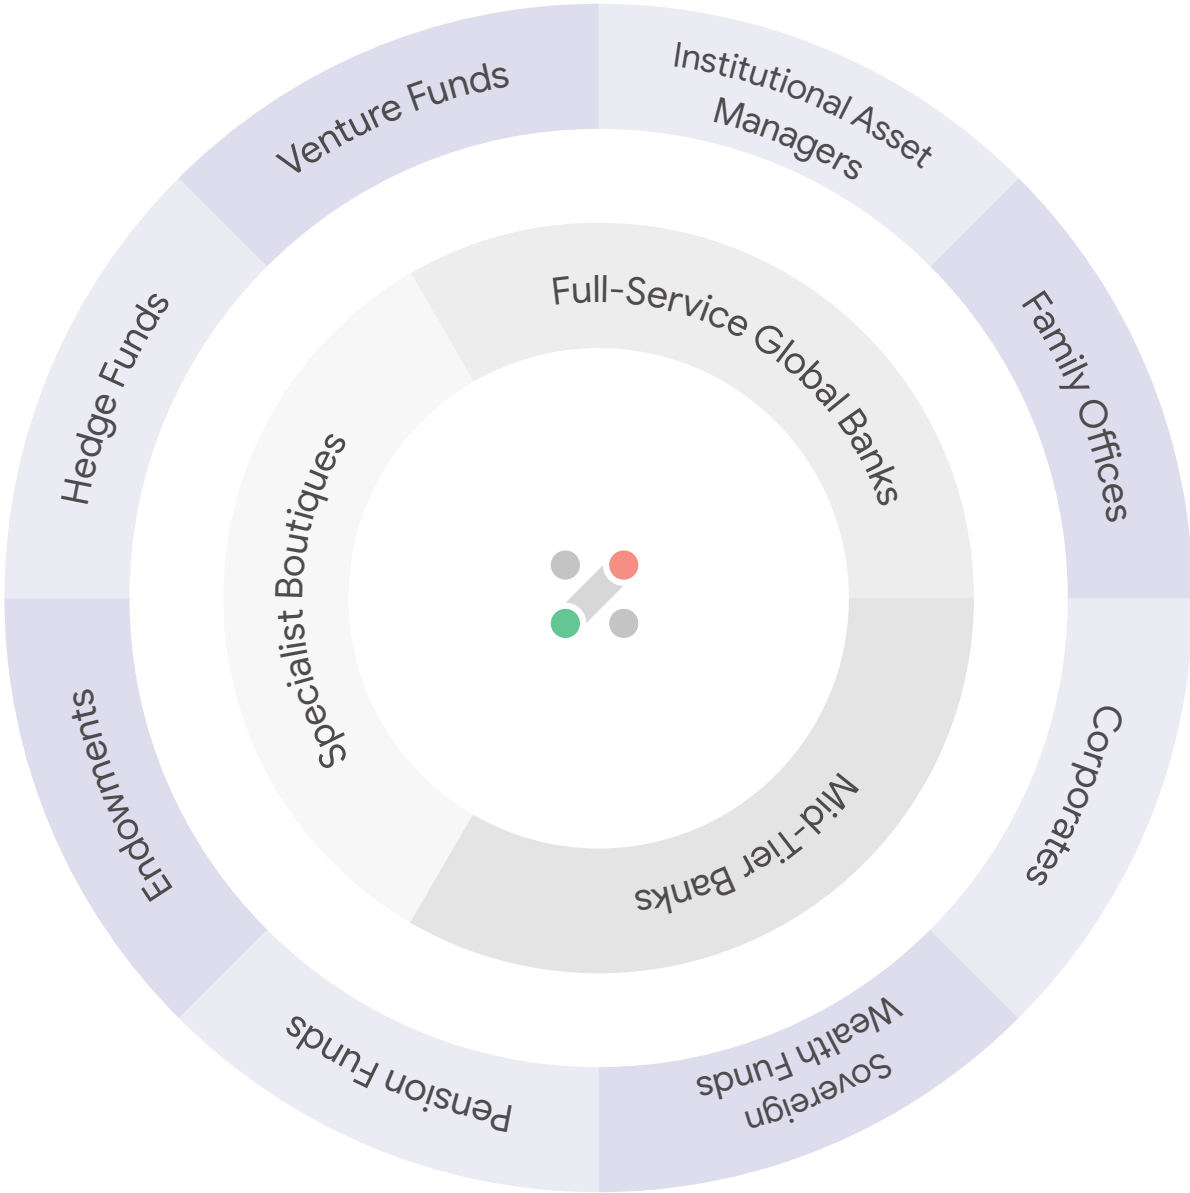 Institutional Asset
Managers
Family Offices
Corporates
Sovereign
Wealth Funds
Pension Funds
Endowments
Hedge Funds
Venture Funds
Full-Service Global Banks
Mid-Tier Banks
Specialist Boutiques